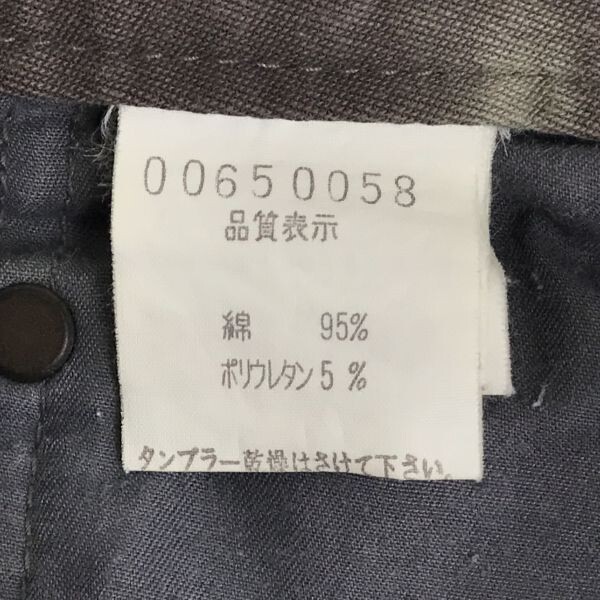 00650058
品質表示
綿 95%
ポリウレタン 5 %
タンブラー乾燥はさけて下さい。